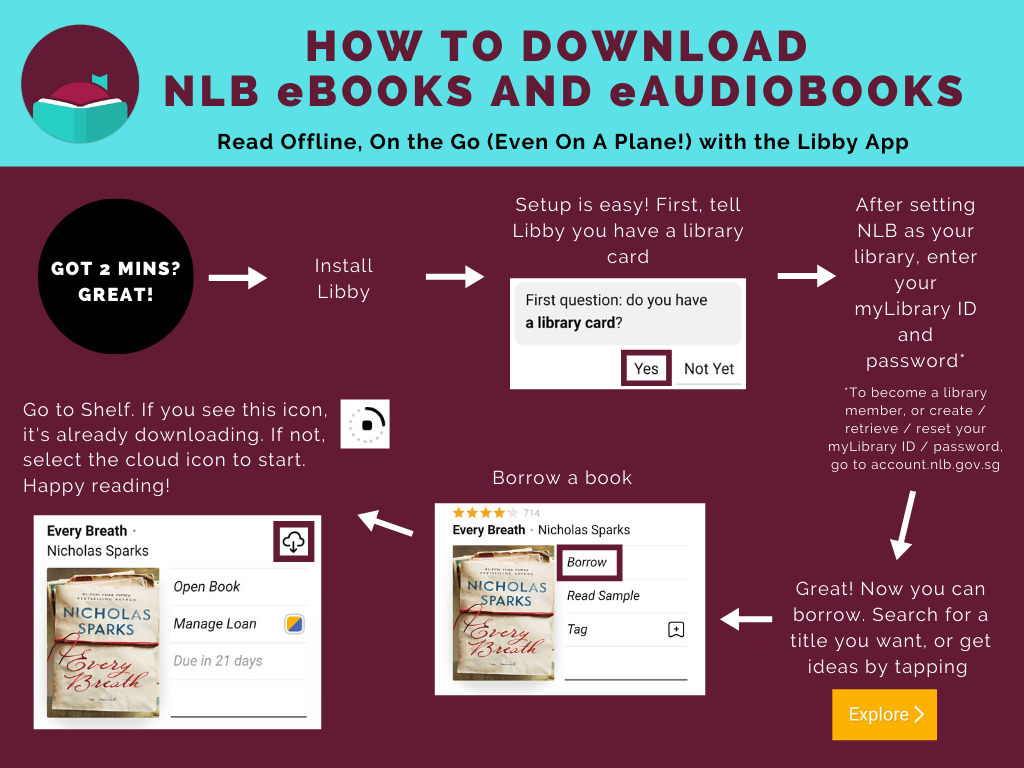 HOW TO DOWNLOAD
NLB eBOOKS AND eAUDIOBOOKS
Read Offline, On the Go (Even On A Plane!) with the Libby App
GOT 2 MINS?
GREAT!
Install
Libby
Setup is easy! First, tell
Libby you have a library
card
First question: do you have
a library card?
Yes
Not Yet
After setting
NLB as your
library, enter
your
myLibrary ID
and
password*
*To become a library
member, or create /
retrieve / reset your
myLibrary ID / password,
go to account.nlb.gov.sg
Great! Now you can
borrow. Search for a
title you want, or get
ideas by tapping
Explore
Borrow a book
714
Every Breath · Nicholas Sparks
NICHOLAS
SPARKS
Every
Breath
Borrow
Read Sample
Tag
Go to Shelf. If you see this icon,
it's already downloading. If not,
select the cloud icon to start.
Happy reading!
Every Breath ·
Nicholas Sparks
#1 NEW YORK TIMES
BESTSELLING AUTHOR
NICHOLAS
SPARKS
Every
Breath
Open Book
Manage Loan
Due in 21 days